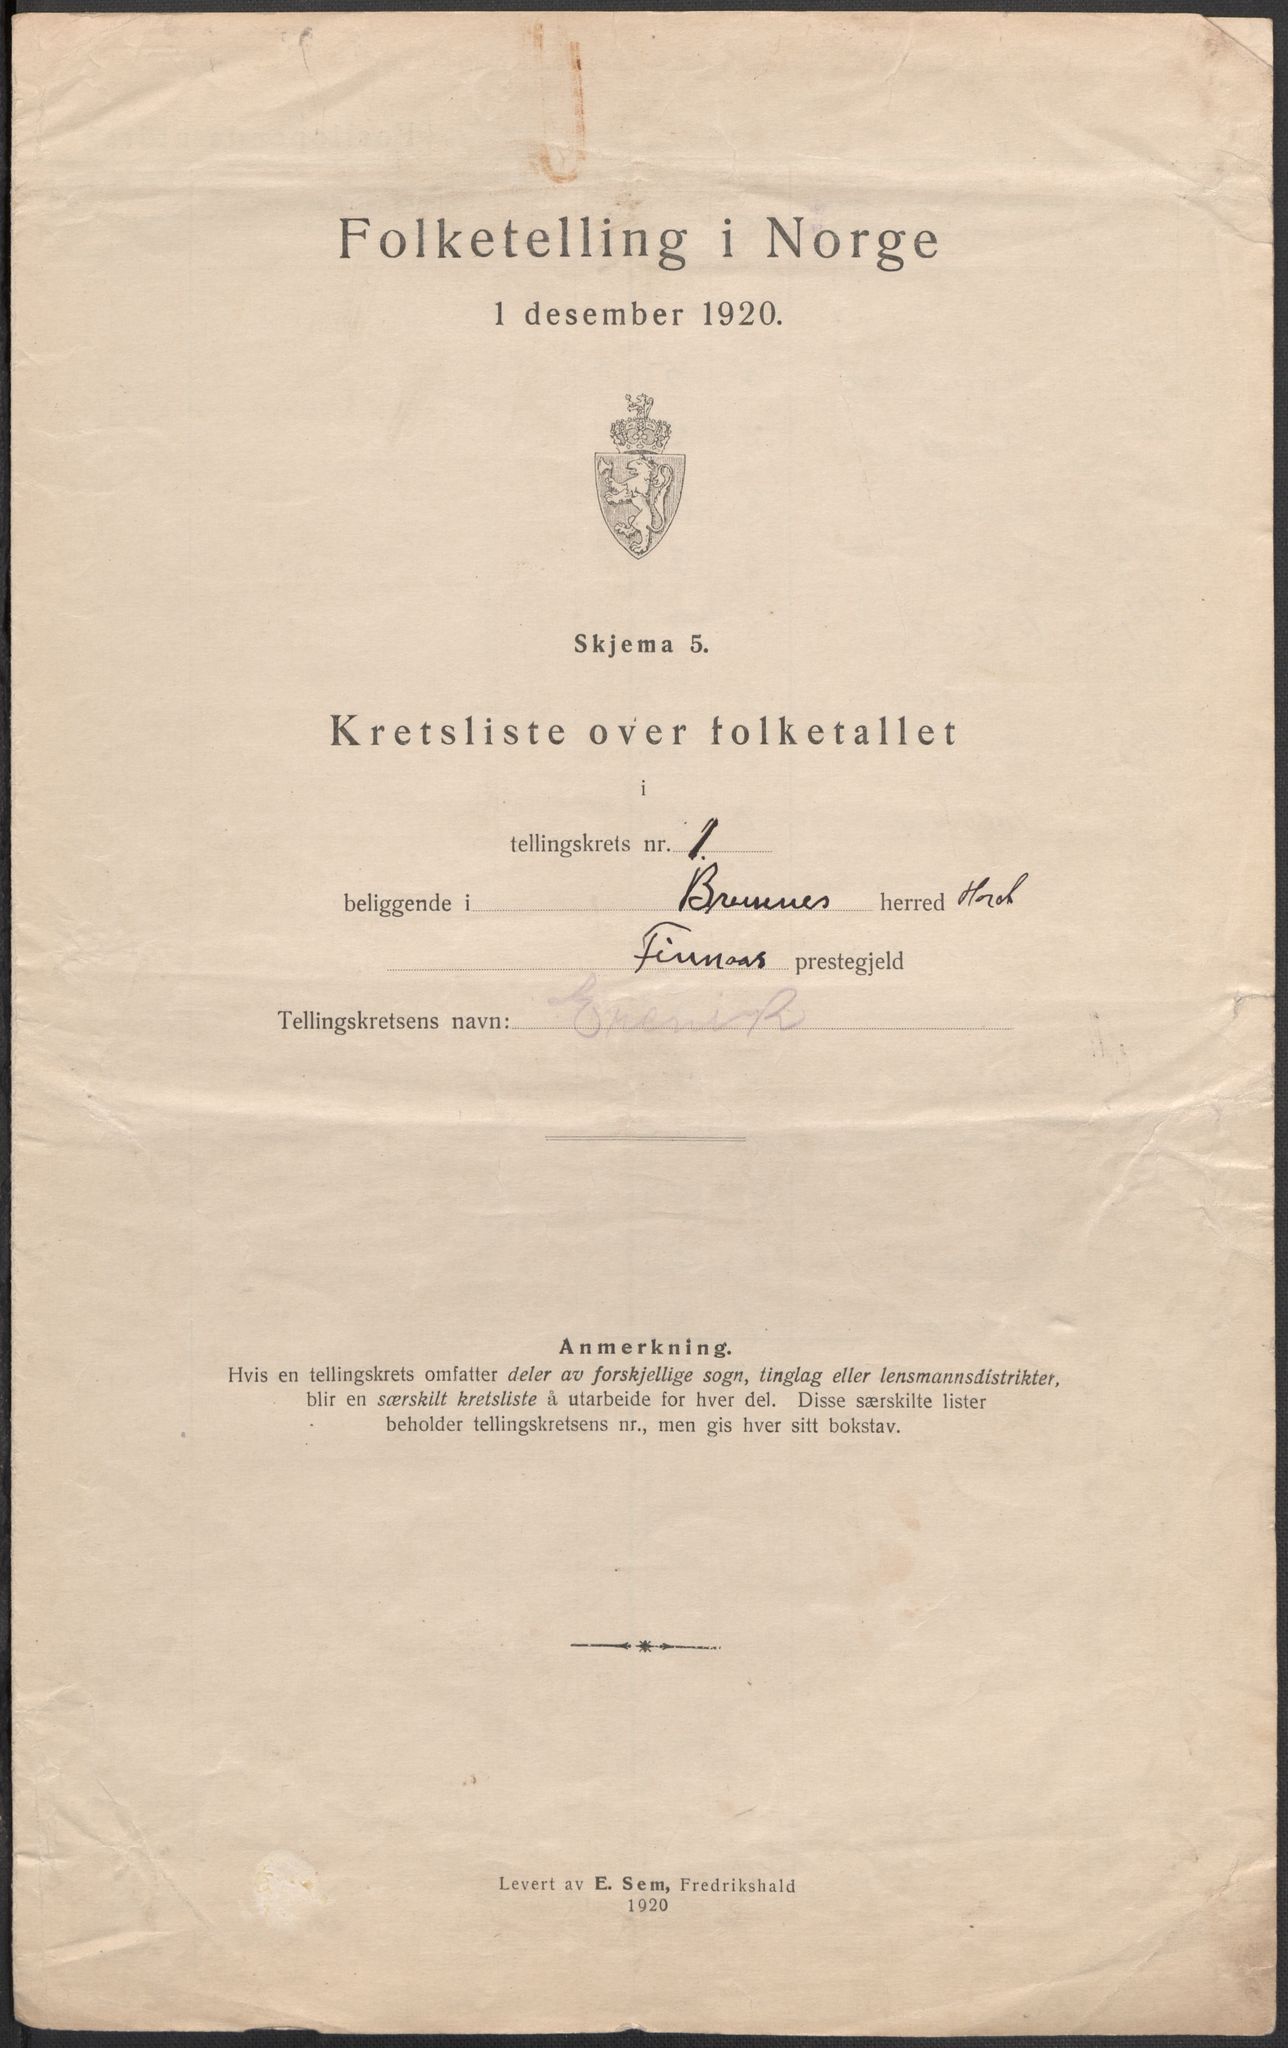 Folketelling i Norge
1 desember 1920.
Skjema 5.
Kretsliste over folketallet
i
tellingskrets nr. 1.
beliggende i Bremnes herred Hord
Finnaas prestegjeld
Tellingskretsens navn:
Anmerkning.
Hvis en tellingskrets omfatter deler av forskjellige sogn, tinglag eller lensmannsdistrikter,
blir en særskilt kretsliste å utarbeide for hver del. Disse særskilte lister
beholder tellingskretsens nr., men gis hver sitt bokstav.
Levert av E. Sem, Fredrikshald
1920